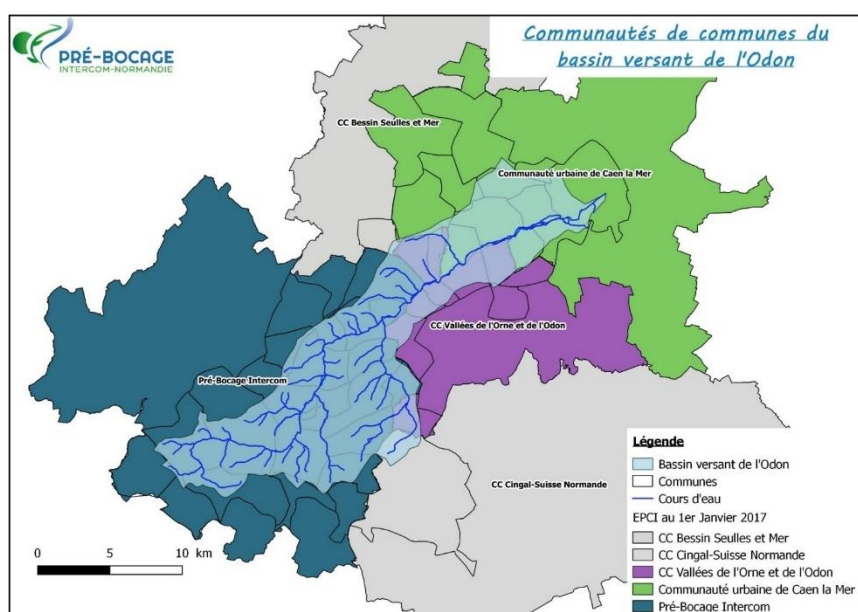 PRÉ-BOCAGE
INTERCOM-NORMANDIE
Communautés de communes du
bassin versant de l'Odon
CC Bessin Seulles et Mer
Communauté urbaine de Caen la Mer
CC Vallées de l'Orne et de l'Odon
Pré-Bocage Intercom
CC Cingal-Suisse Normande
Légende
Bassin versant de l'Odon
Communes
Cours d'eau
EPCI au 1er Janvier 2017
CC Bessin Seulles et Mer
CC Cingal-Suisse Normande
CC Vallées de l'Orne et de l'Odon
Communauté urbaine de Caen la Mer
Pré-Bocage Intercom
0 5 10 km